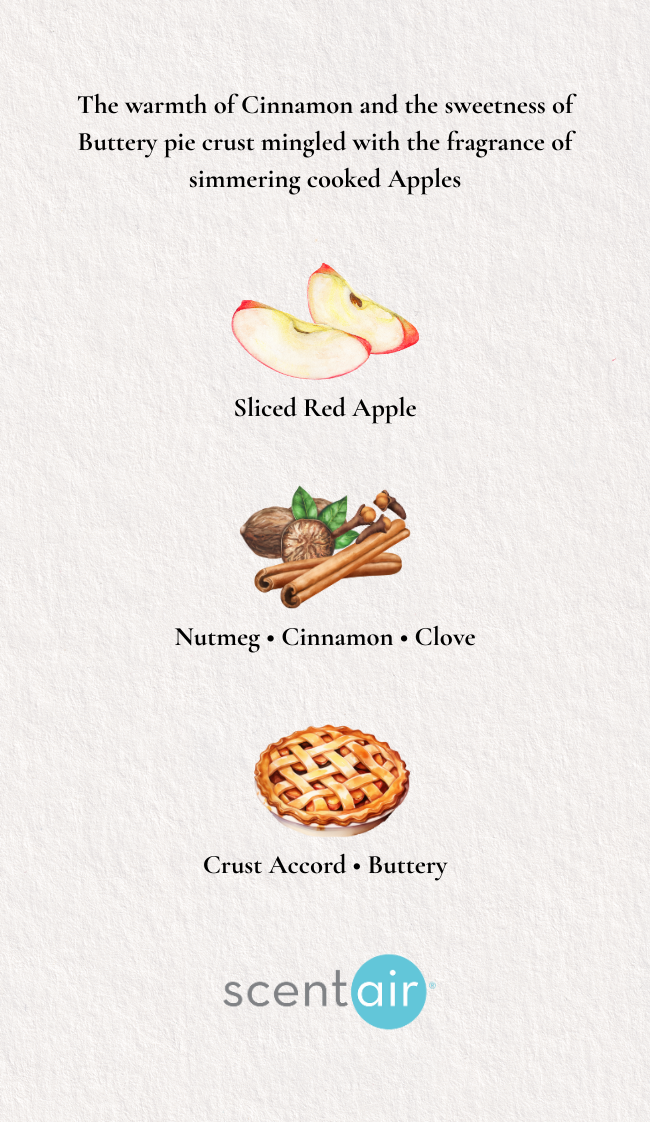 The warmth of Cinnamon and the sweetness of
Buttery pie crust mingled with the fragrance of
simmering cooked Apples
Sliced Red Apple
Nutmeg • Cinnamon • Clove
Crust Accord • Buttery
scentair®